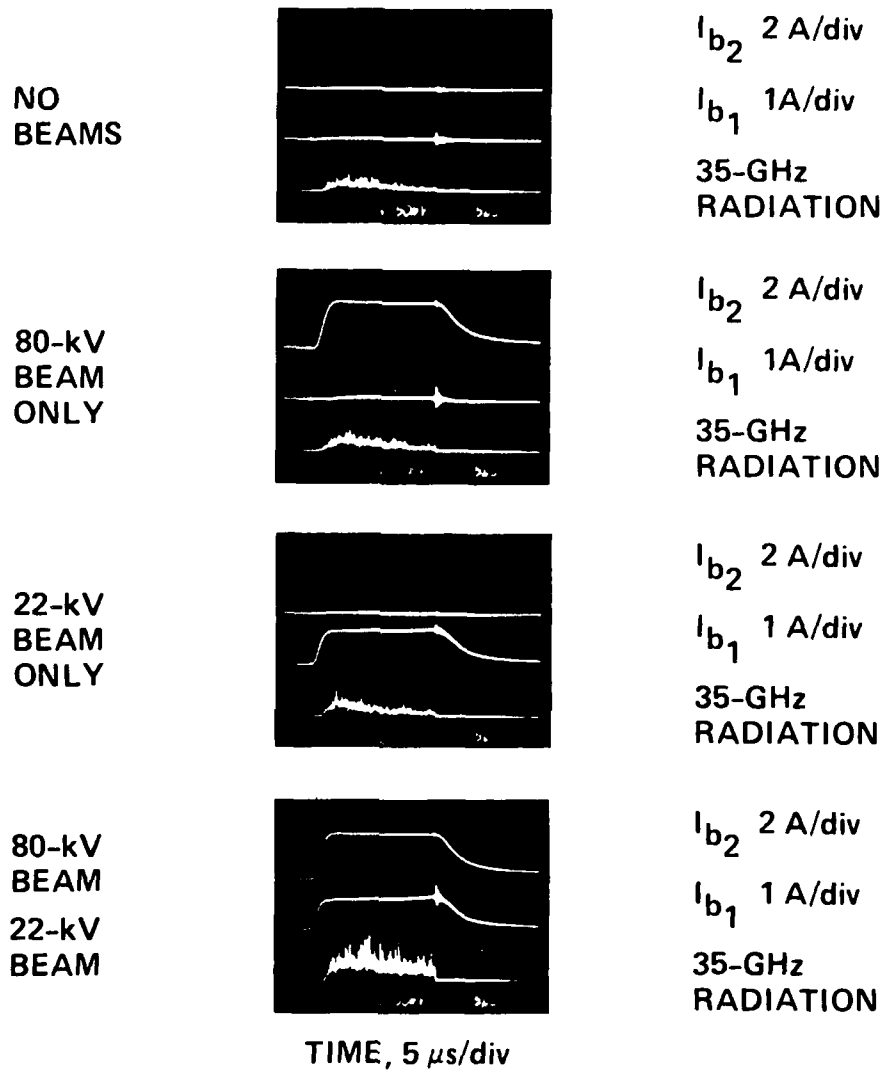 NO
BEAMS
I_b2 2 A/div
I_b1 1A/div
35-GHz
RADIATION
80-kV
BEAM
ONLY
I_b2 2 A/div
I_b1 1A/div
35-GHz
RADIATION
22-kV
BEAM
ONLY
I_b2 2 A/div
I_b1 1 A/div
35-GHz
RADIATION
80-kV
BEAM
22-kV
BEAM
I_b2 2 A/div
I_b1 1 A/div
35-GHz
RADIATION
TIME, 5 μs/div